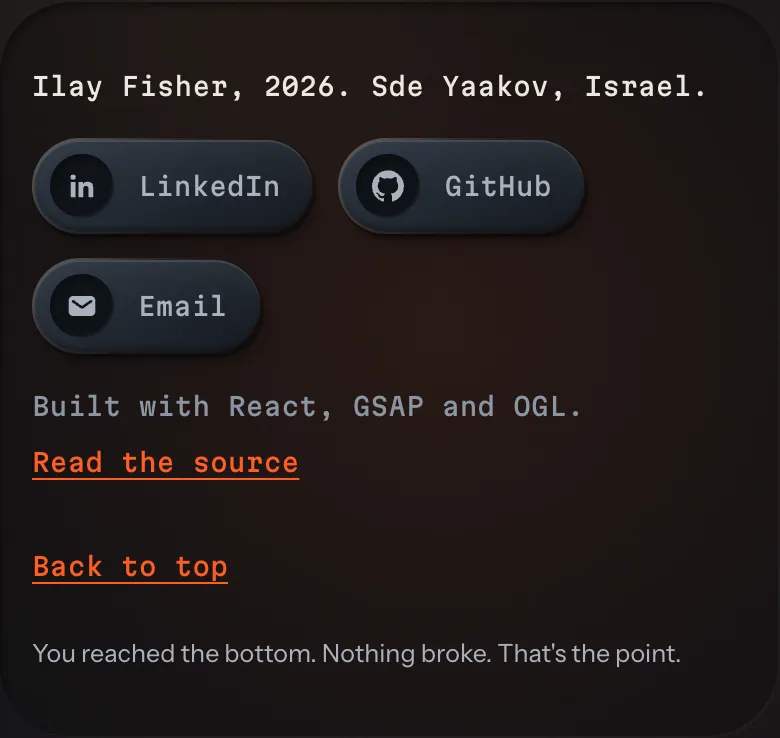 Ilay Fisher, 2026. Sde Yaakov, Israel.
in LinkedIn
GitHub
Email
Built with React, GSAP and OGL.
Read the source
Back to top
You reached the bottom. Nothing broke. That's the point.